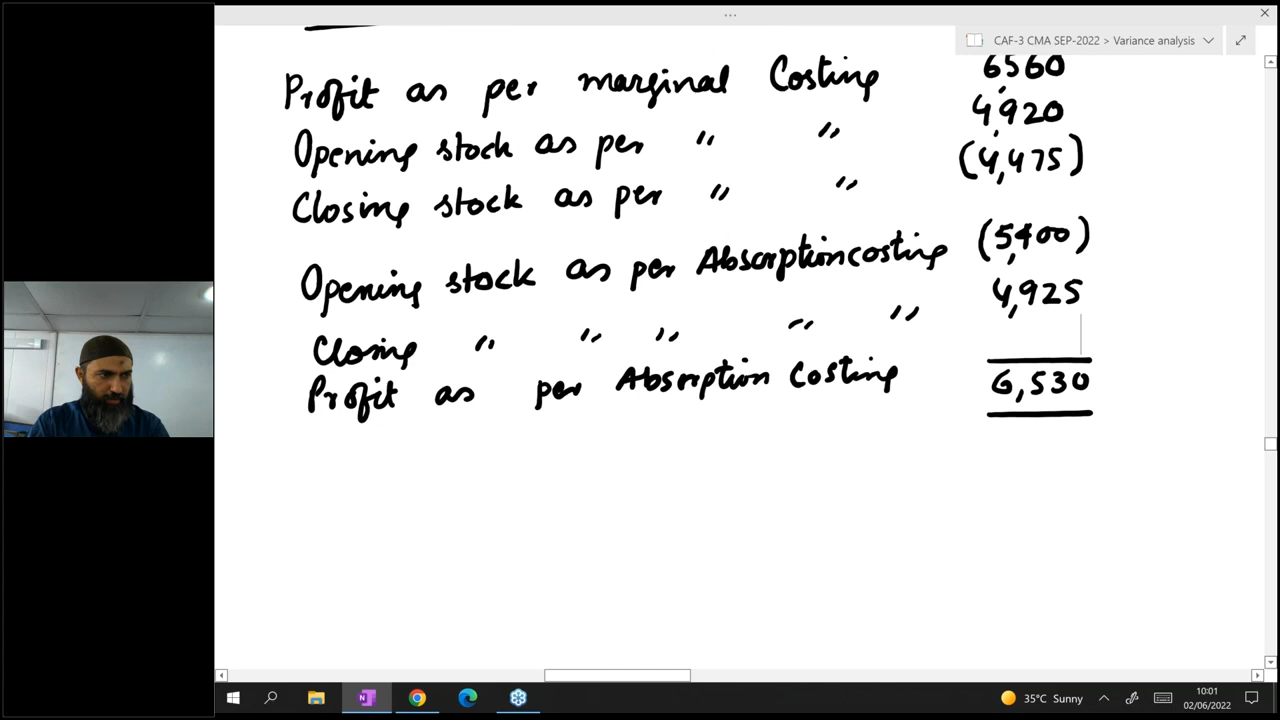 CAF-3 CMA SEP-2022 > Variance analysis
Profit as per marginal Costing 6560
Opening stock as per " " 4,920
Closing stock as per " " (4,475)
Opening stock as per Absorption costing (5,400)
Closing " " " " " 4,925
Profit as per Absorption Costing 6,530
35°C Sunny
10:01
02/06/2022